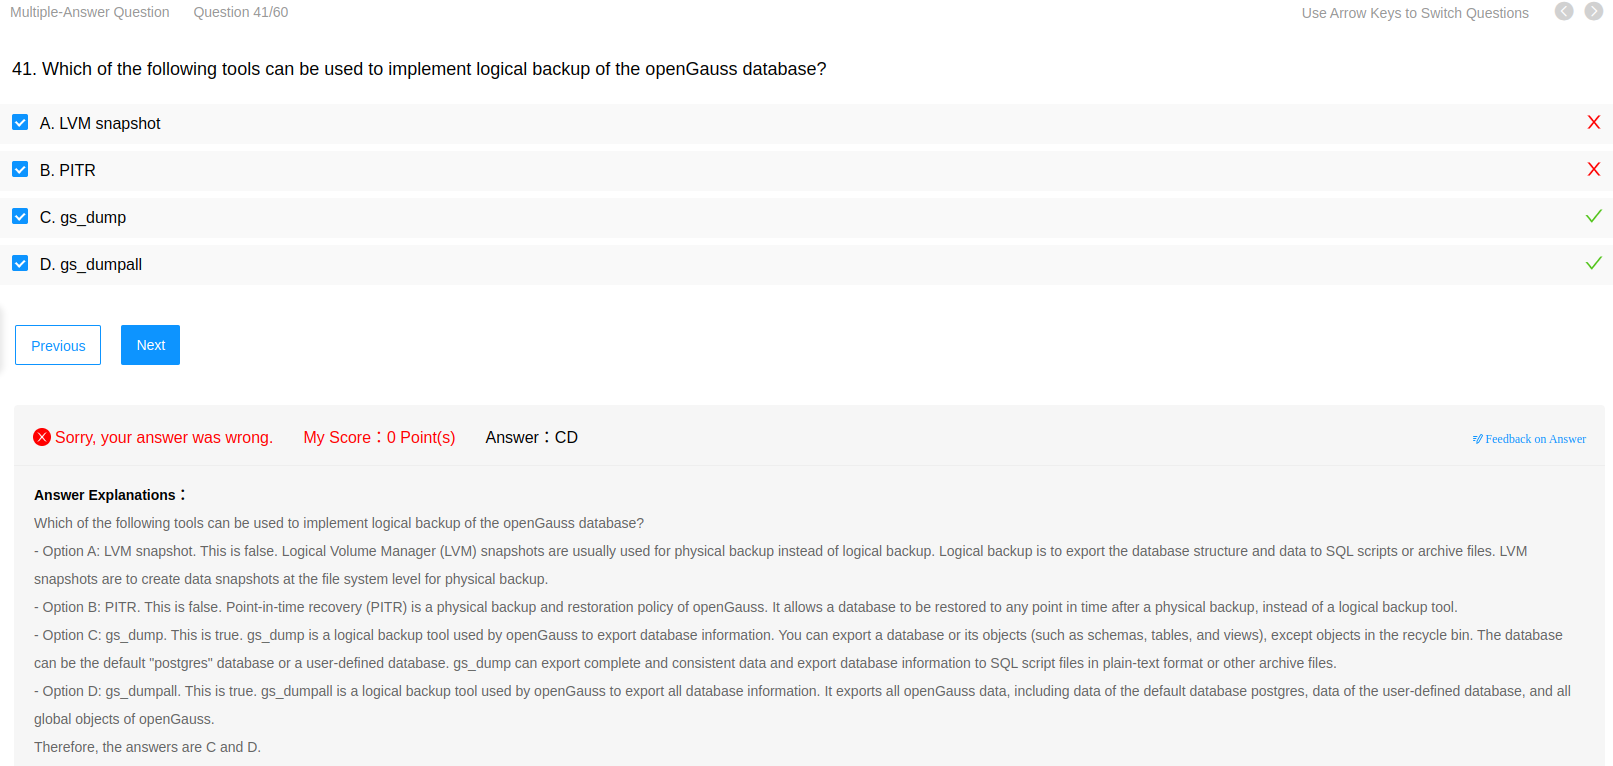 Multiple-Answer Question Question 41/60 Use Arrow Keys to Switch Questions
41. Which of the following tools can be used to implement logical backup of the openGauss database?
A. LVM snapshot
B. PITR
C. gs_dump
D. gs_dumpall
Previous Next
Sorry, your answer was wrong. My Score：0 Point(s) Answer：CD Feedback on Answer
Answer Explanations：
Which of the following tools can be used to implement logical backup of the openGauss database?
- Option A: LVM snapshot. This is false. Logical Volume Manager (LVM) snapshots are usually used for physical backup instead of logical backup. Logical backup is to export the database structure and data to SQL scripts or archive files. LVM
snapshots are to create data snapshots at the file system level for physical backup.
- Option B: PITR. This is false. Point-in-time recovery (PITR) is a physical backup and restoration policy of openGauss. It allows a database to be restored to any point in time after a physical backup, instead of a logical backup tool.
- Option C: gs_dump. This is true. gs_dump is a logical backup tool used by openGauss to export database information. You can export a database or its objects (such as schemas, tables, and views), except objects in the recycle bin. The database
can be the default "postgres" database or a user-defined database. gs_dump can export complete and consistent data and export database information to SQL script files in plain-text format or other archive files.
- Option D: gs_dumpall. This is true. gs_dumpall is a logical backup tool used by openGauss to export all database information. It exports all openGauss data, including data of the default database postgres, data of the user-defined database, and all
global objects of openGauss.
Therefore, the answers are C and D.